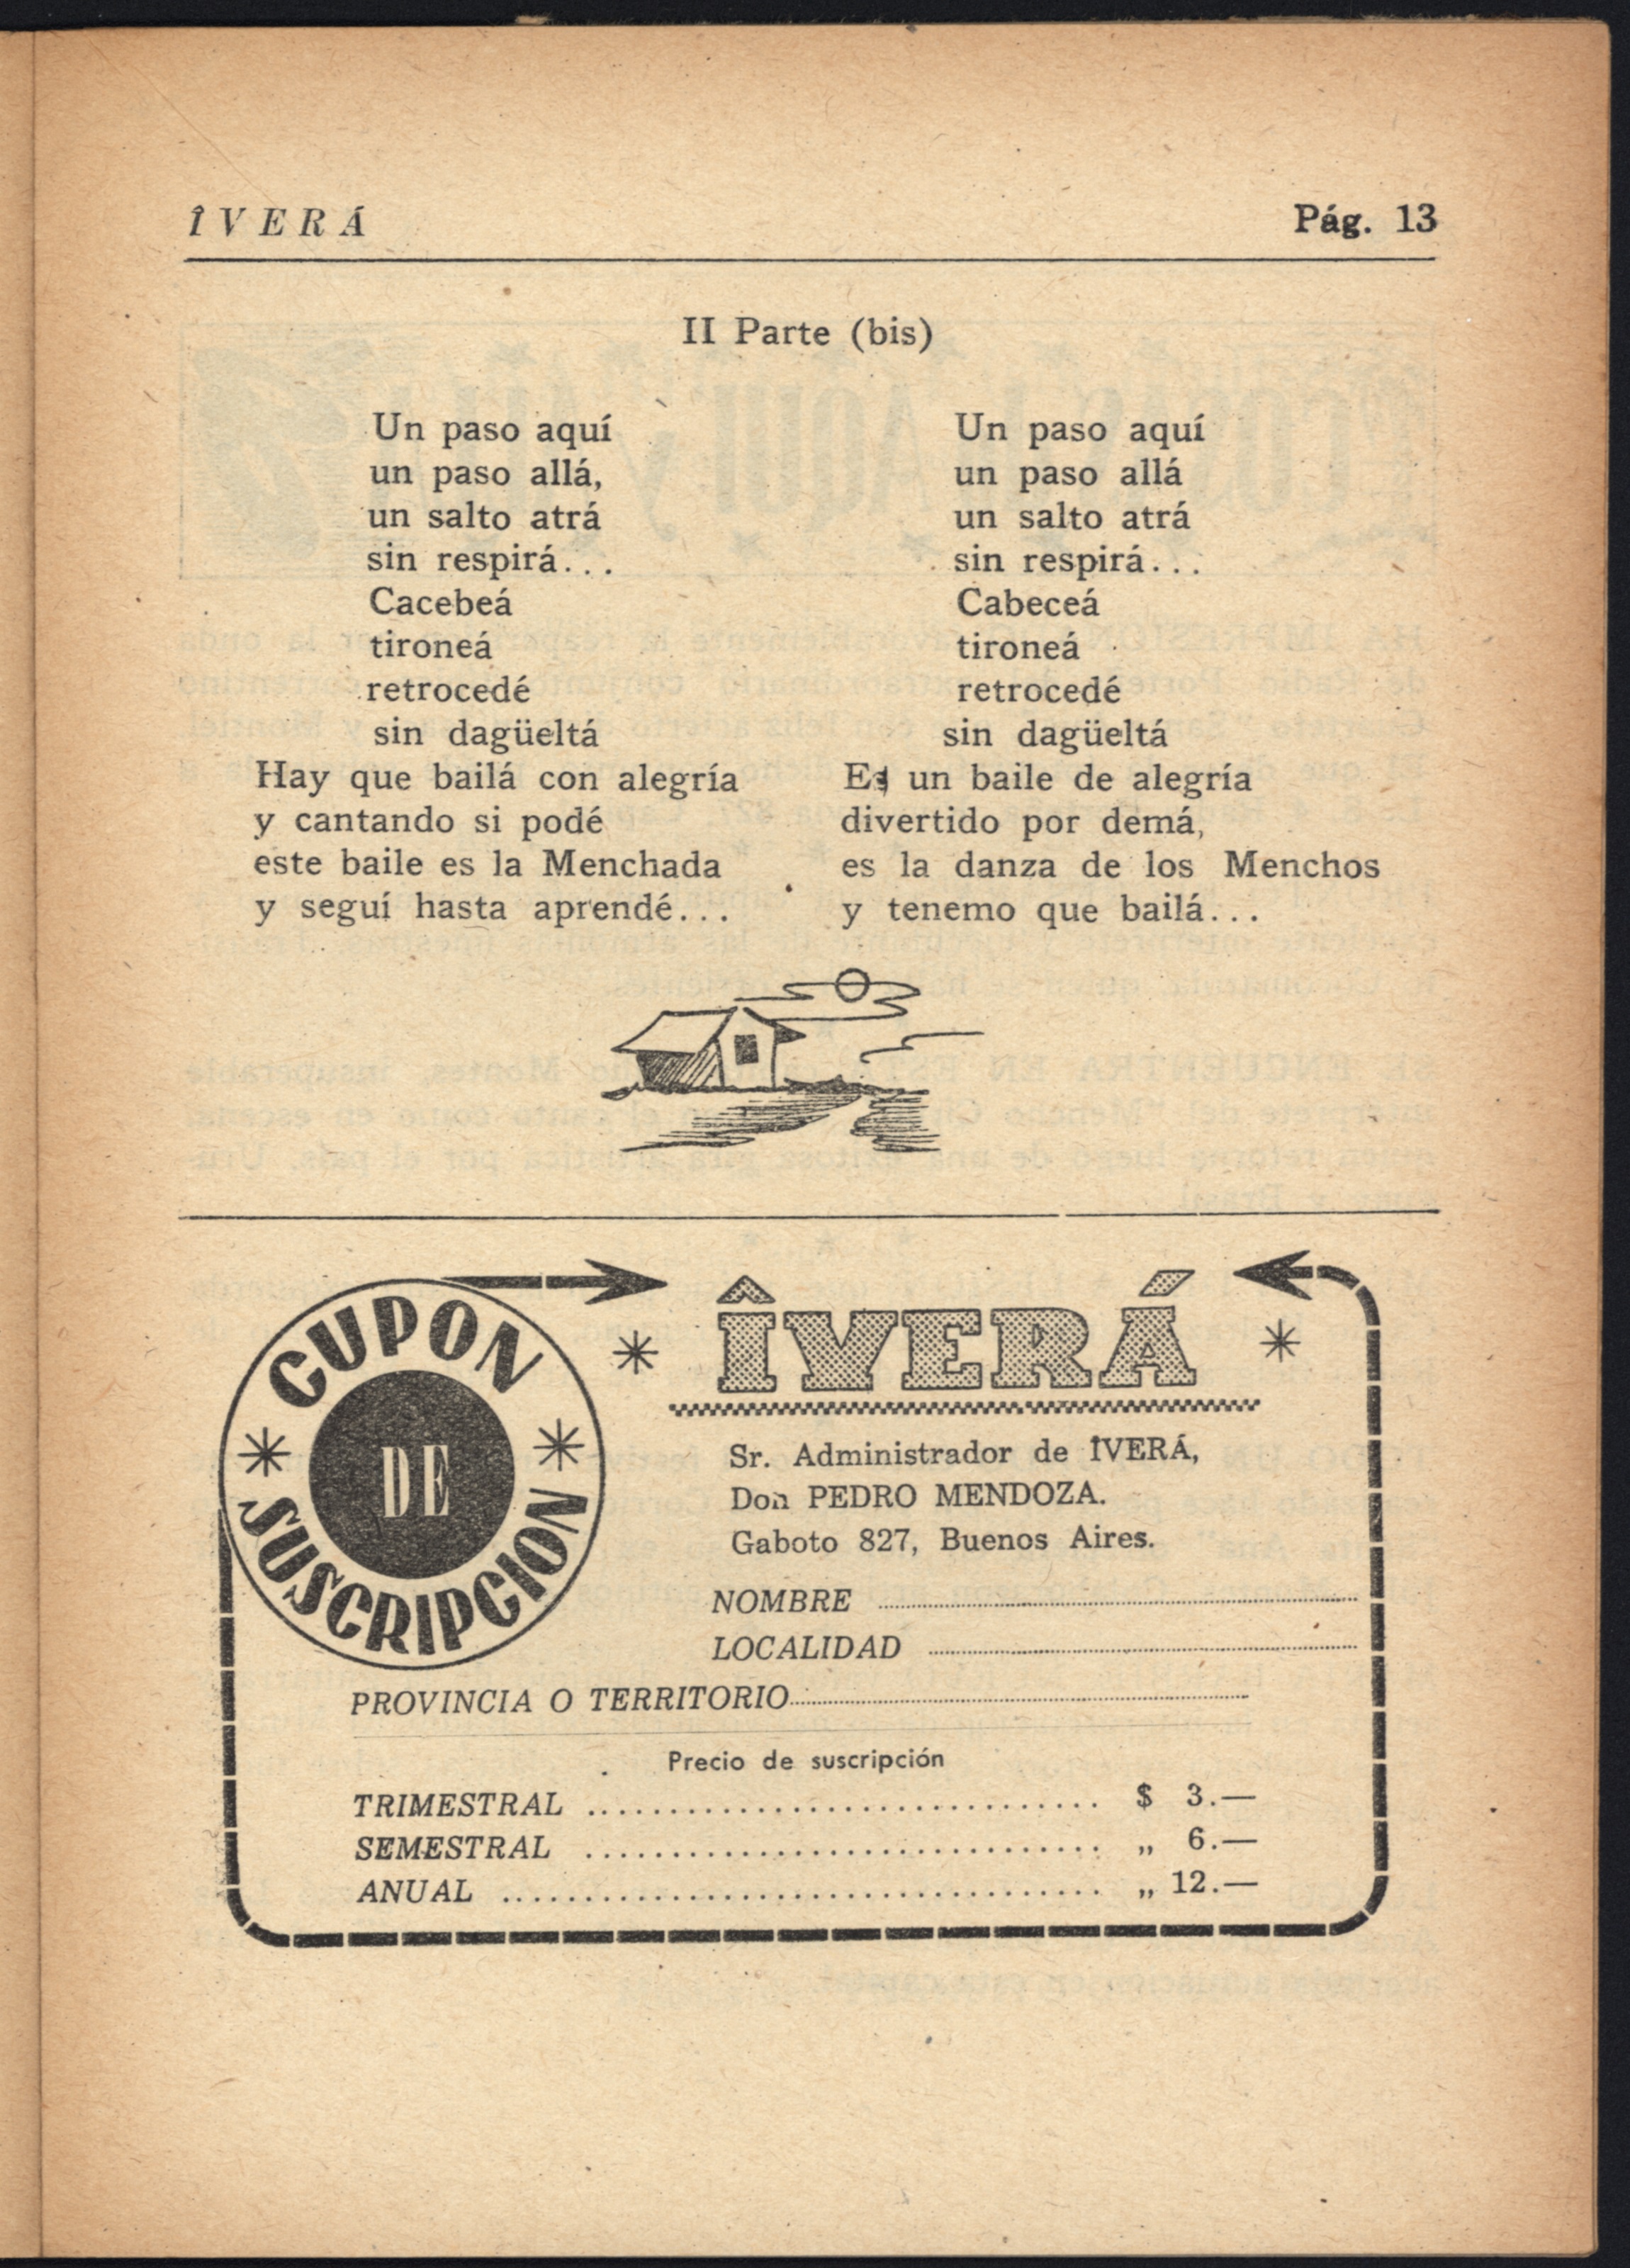 ÎVERÁ
Pág. 13
II Parte (bis)
Un paso aquí
un paso allá,
un salto atrá
sin respirá...
Cacebeá
tironeá
retrocedé
sin dagüeltá
Hay que bailá con alegría
y cantando si podé
este baile es la Menchada
y seguí hasta aprendé...
Un paso aquí
un paso allá
un salto atrá
sin respirá...
Cabeceá
tironeá
retrocedé
sin dagüeltá
Es un baile de alegría
divertido por demá,
es la danza de los Menchos
y tenemo que bailá...
CUPON
DE
SUSCRIPCION
ÎVERÁ
Sr. Administrador de ÎVERÁ,
Don PEDRO MENDOZA.
Gaboto 827, Buenos Aires.
NOMBRE
LOCALIDAD
PROVINCIA O TERRITORIO
Precio de suscripción
TRIMESTRAL .............................. $ 3.—
SEMESTRAL .............................. „ 6.—
ANUAL .................................. „ 12.—